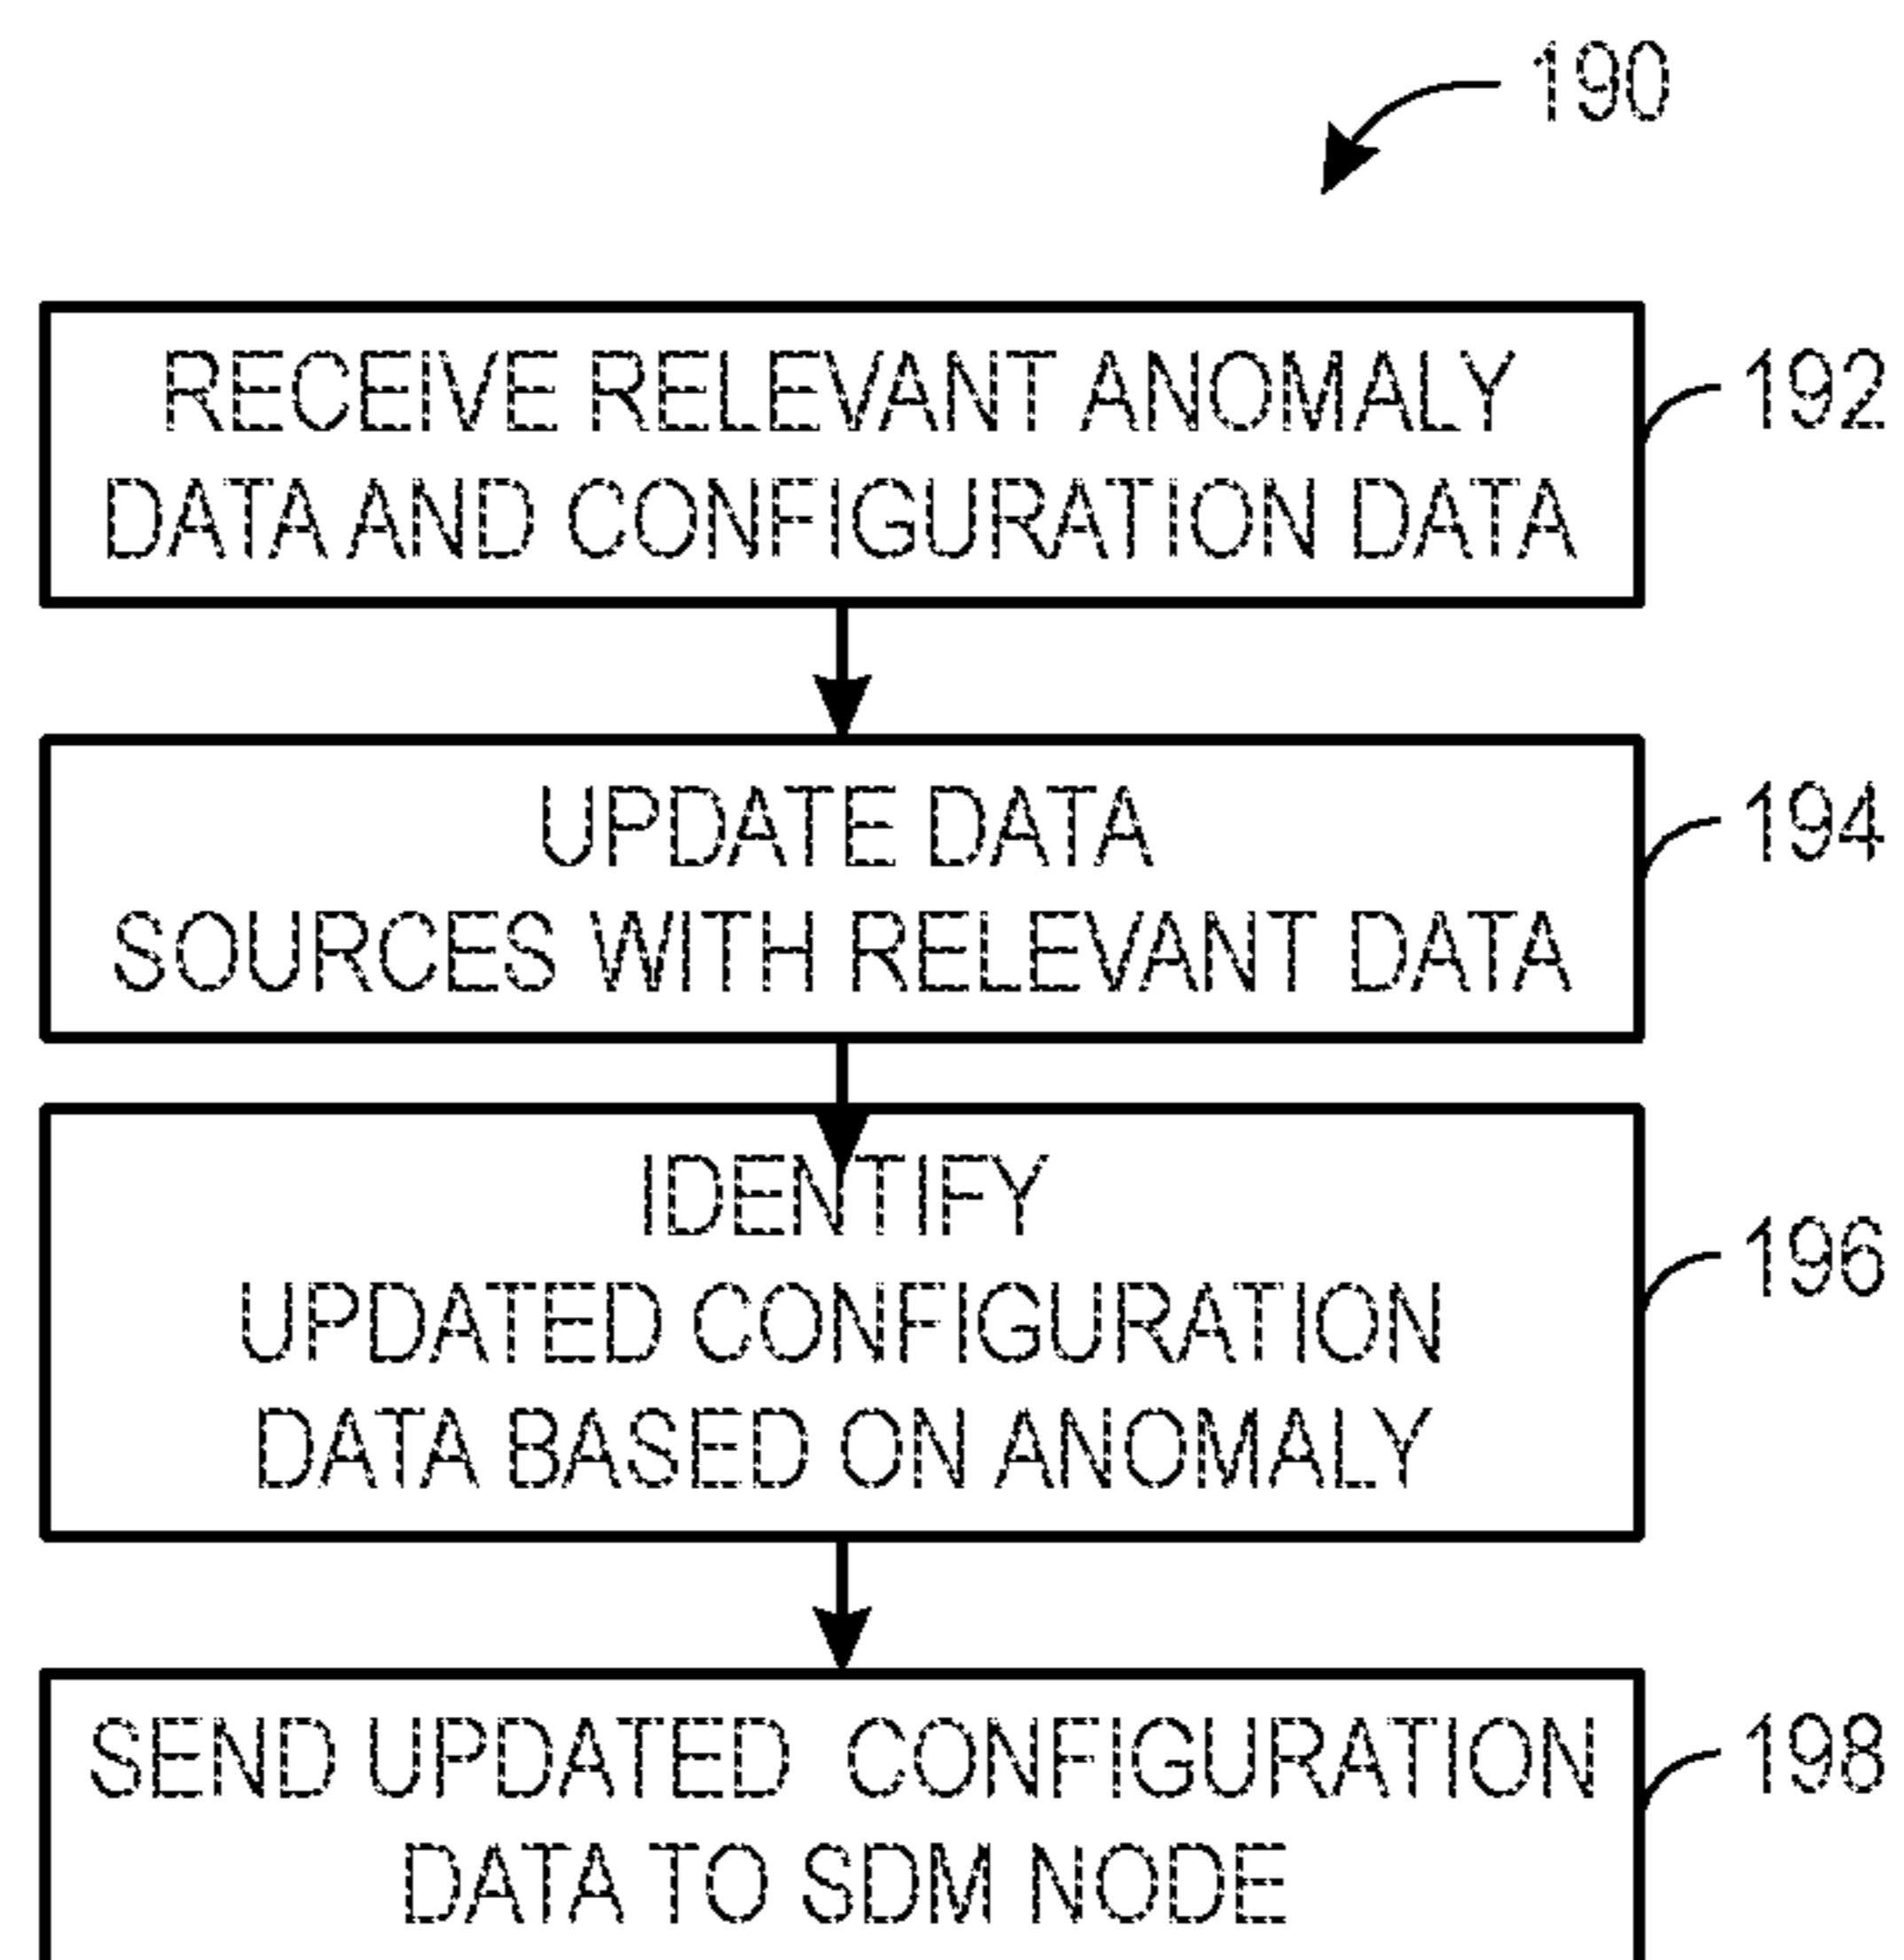 190
RECEIVE RELEVANT ANOMALY
DATA AND CONFIGURATION DATA
192
UPDATE DATA
SOURCES WITH RELEVANT DATA
194
IDENTIFY
UPDATED CONFIGURATION
DATA BASED ON ANOMALY
196
SEND UPDATED CONFIGURATION
DATA TO SDM NODE
198